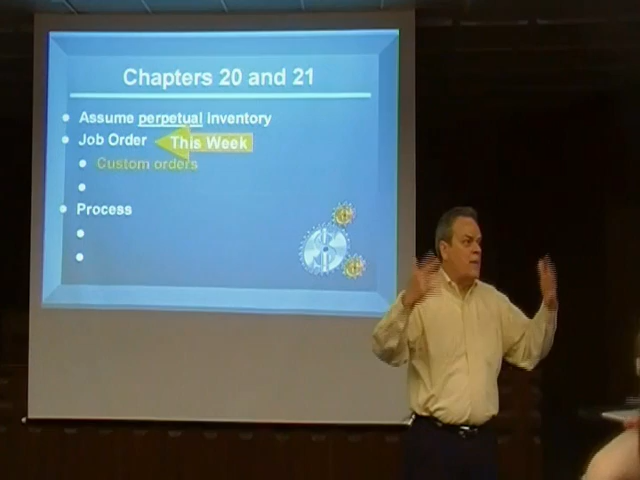 Chapters 20 and 21
Assume perpetual Inventory
Job Order This Week
Custom orders
Process